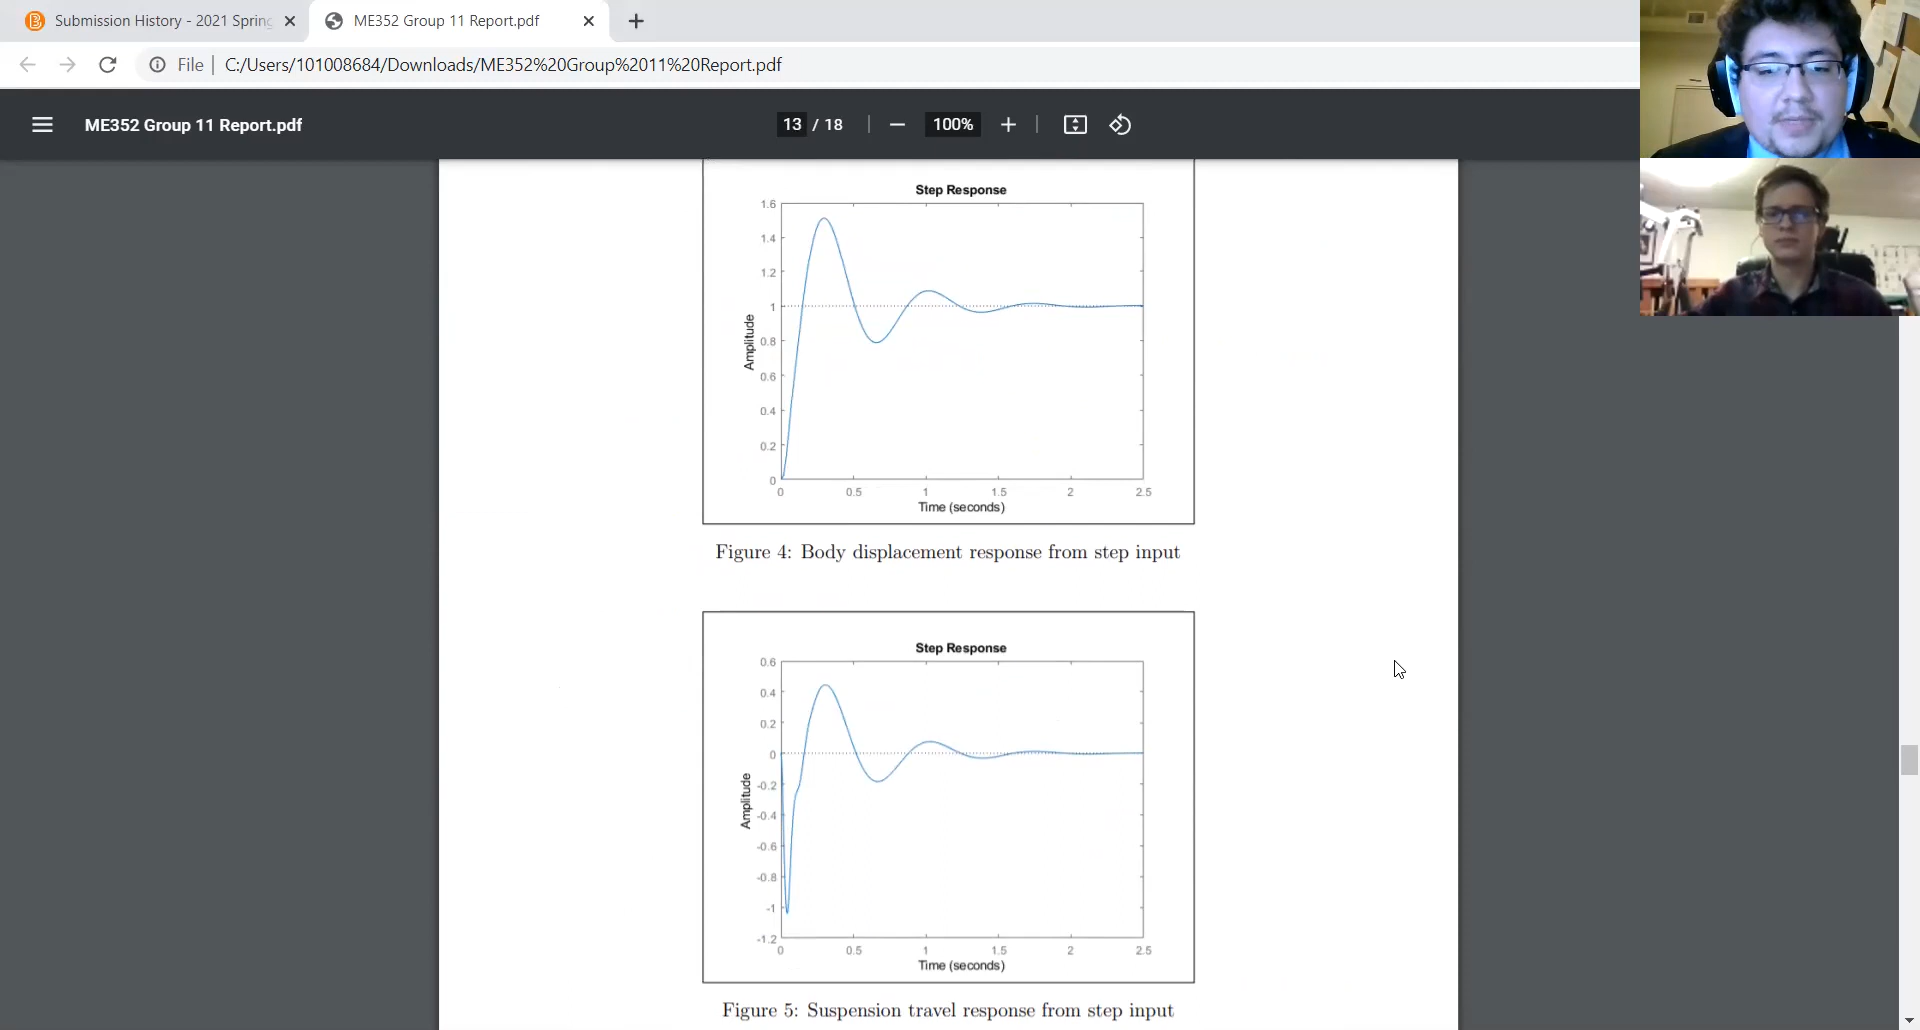 Submission History - 2021 Spring
ME352 Group 11 Report.pdf
File
C:/Users/101008684/Downloads/ME352%20Group%2011%20Report.pdf
ME352 Group 11 Report.pdf
13 / 18
100%
Step Response
1.6
1.4
1.2
1
0.8
0.6
0.4
0.2
0
Amplitude
0 0.5 1 1.5 2 2.5
Time (seconds)
Figure 4: Body displacement response from step input
Step Response
0.6
0.4
0.2
0
-0.2
-0.4
-0.6
-0.8
-1
-1.2
Amplitude
0 0.5 1 1.5 2 2.5
Time (seconds)
Figure 5: Suspension travel response from step input